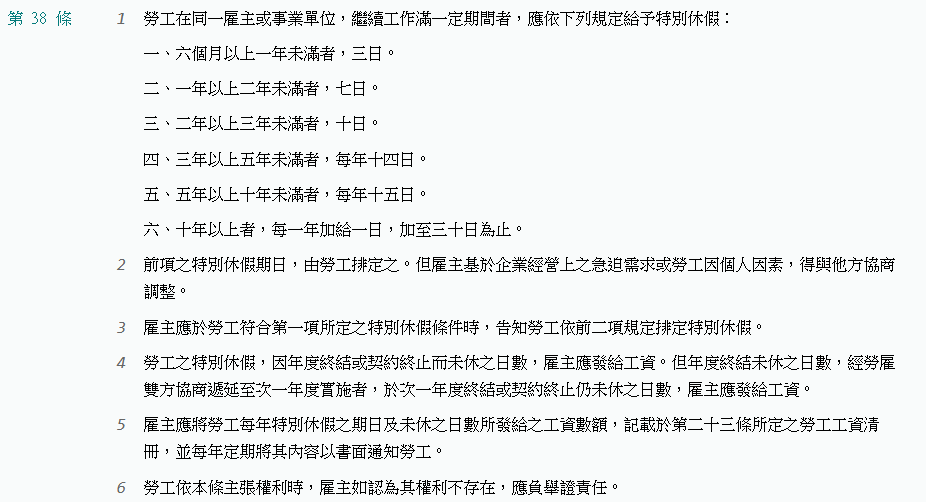 第 38 條 1 勞工在同一雇主或事業單位，繼續工作滿一定期間者，應依下列規定給予特別休假：
一、六個月以上一年未滿者，三日。
二、一年以上二年未滿者，七日。
三、二年以上三年未滿者，十日。
四、三年以上五年未滿者，每年十四日。
五、五年以上十年未滿者，每年十五日。
六、十年以上者，每一年加給一日，加至三十日為止。
2 前項之特別休假期日，由勞工排定之。但雇主基於企業經營上之急迫需求或勞工因個人因素，得與他方協商
調整。
3 雇主應於勞工符合第一項所定之特別休假條件時，告知勞工依前二項規定排定特別休假。
4 勞工之特別休假，因年度終結或契約終止而未休之日數，雇主應發給工資。但年度終結未休之日數，經勞雇
雙方協商遞延至次一年度實施者，於次一年度終結或契約終止仍未休之日數，雇主應發給工資。
5 雇主應將勞工每年特別休假之期日及未休之日數所發給之工資數額，記載於第二十三條所定之勞工工資清
冊，並每年定期將其內容以書面通知勞工。
6 勞工依本條主張權利時，雇主如認為其權利不存在，應負舉證責任。